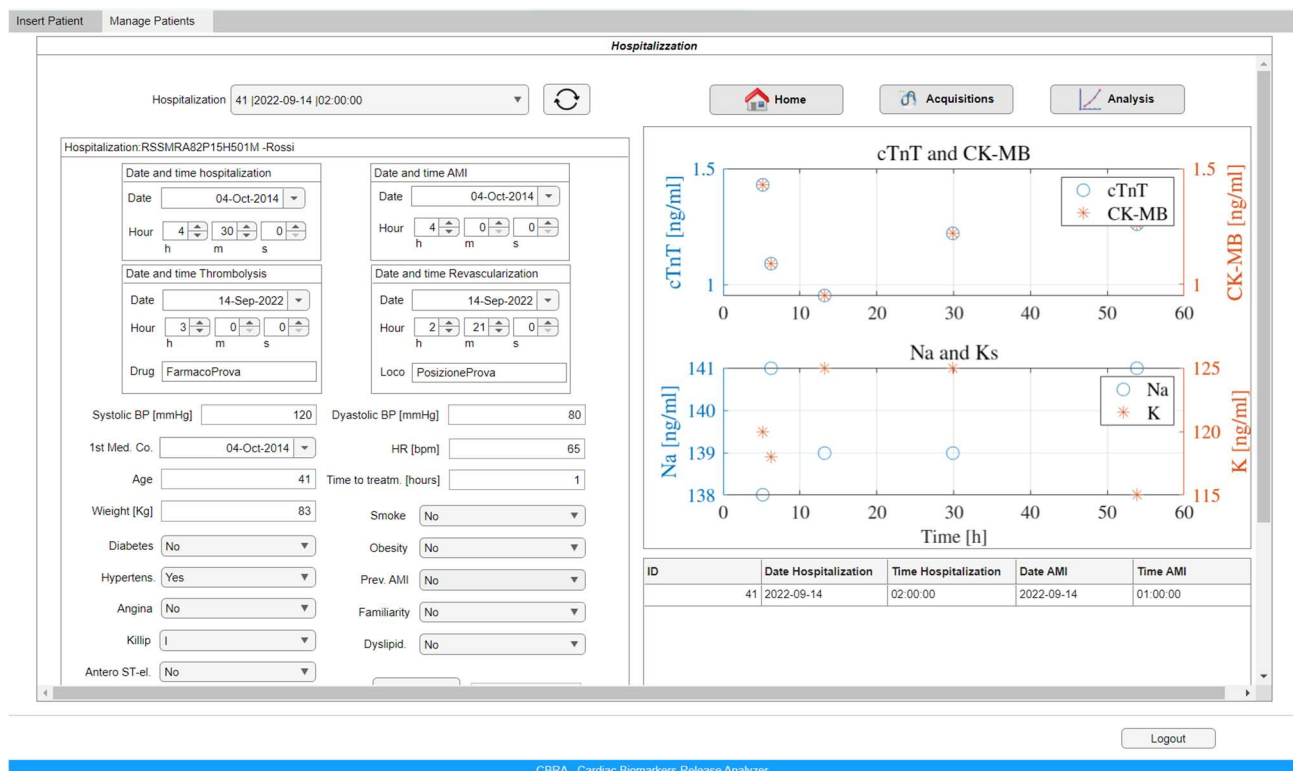 Insert Patient Manage Patients
Hospitalizzation
Hospitalization 41 |2022-09-14 |02:00:00
Home Acquisitions Analysis
Hospitalization:RSSMRA82P15H501M -Rossi
Date and time hospitalization
Date 04-Oct-2014
Hour 4 30 0
h m s
Date and time AMI
Date 04-Oct-2014
Hour 4 0 0
h m s
Date and time Thrombolysis
Date 14-Sep-2022
Hour 3 0 0
h m s
Drug FarmacoProva
Date and time Revascularization
Date 14-Sep-2022
Hour 2 21 0
h m s
Loco PosizioneProva
Systolic BP [mmHg] 120 Dyastolic BP [mmHg] 80
1st Med. Co. 04-Oct-2014 HR [bpm] 65
Age 41 Time to treatm. [hours] 1
Wieight [Kg] 83 Smoke No
Diabetes No Obesity No
Hypertens. Yes Prev. AMI No
Angina No Familiarity No
Killip I Dyslipid. No
Antero ST-el. No
cTnT and CK-MB
1.5 1.5
cTnT [ng/ml]
CK-MB [ng/ml]
cTnT
CK-MB
1 1
0 10 20 30 40 50 60
Na and Ks
141 125
140
120
139
138 115
Na [ng/ml]
K [ng/ml]
Na
K
0 10 20 30 40 50 60
Time [h]
ID Date Hospitalization Time Hospitalization Date AMI Time AMI
41 2022-09-14 02:00:00 2022-09-14 01:00:00
Logout
CBRA - Cardiac Biomarkers Release Analyzer